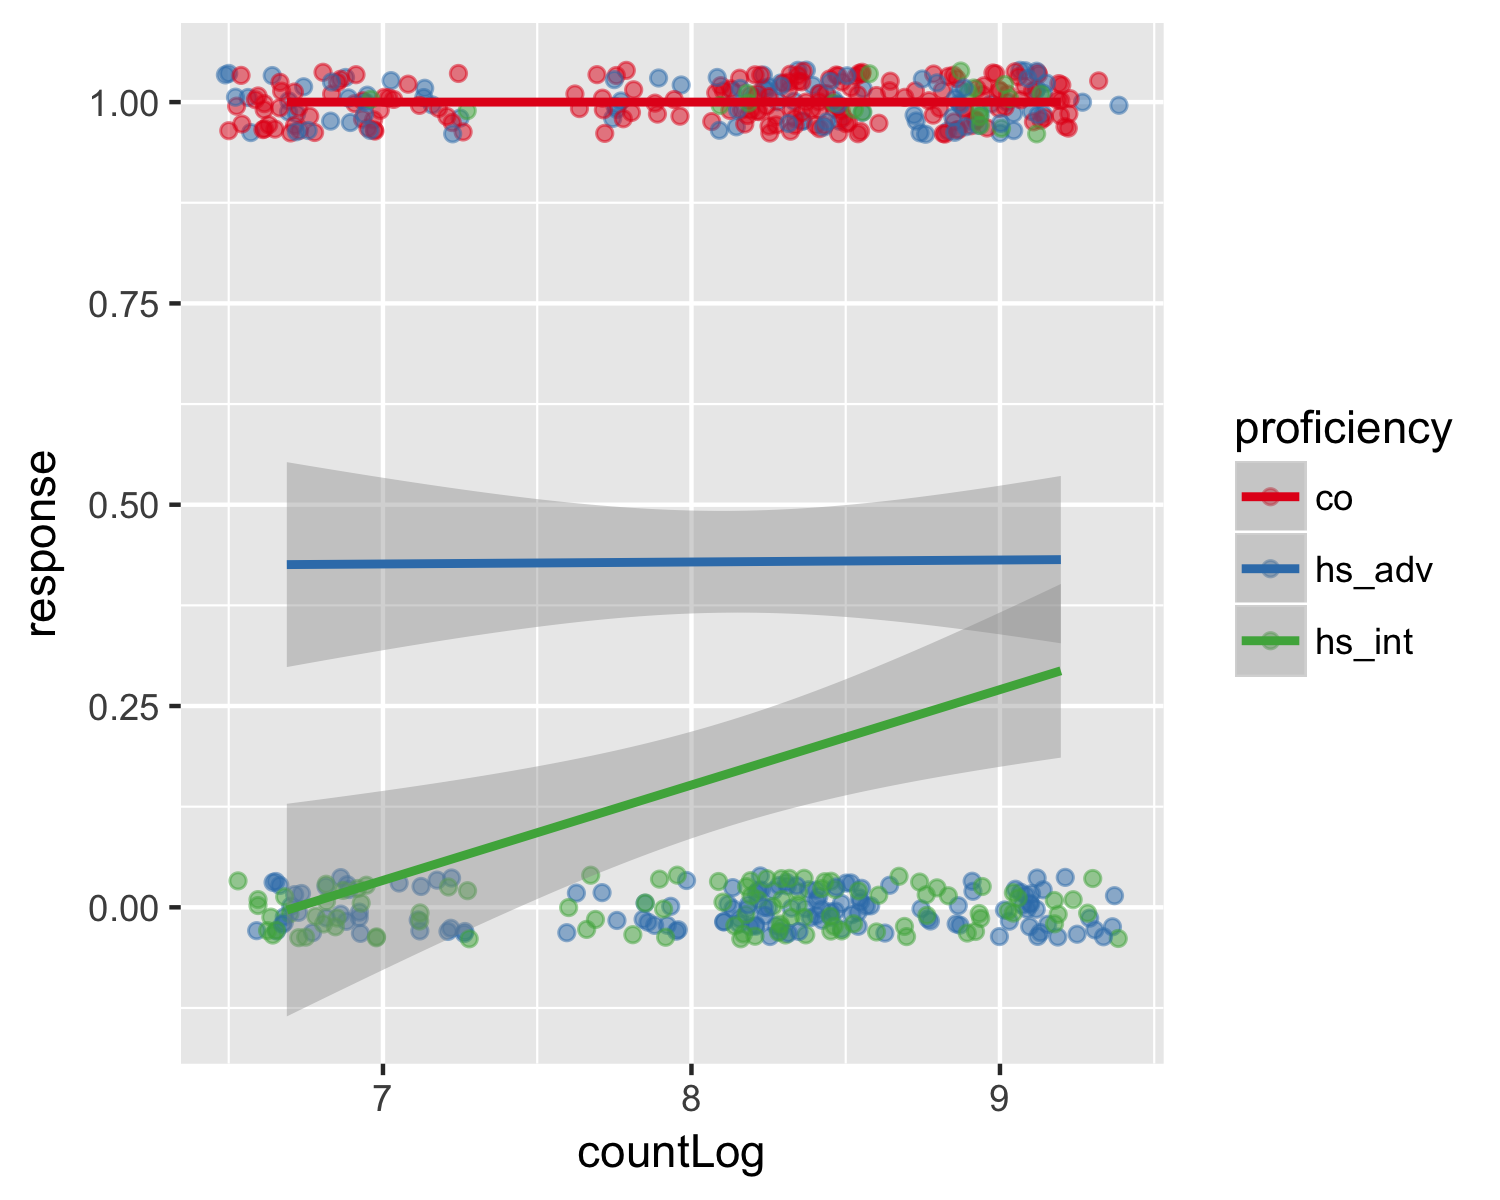 1.00
0.75
0.50
0.25
0.00
response
7 8 9
countLog
proficiency
co
hs_adv
hs_int